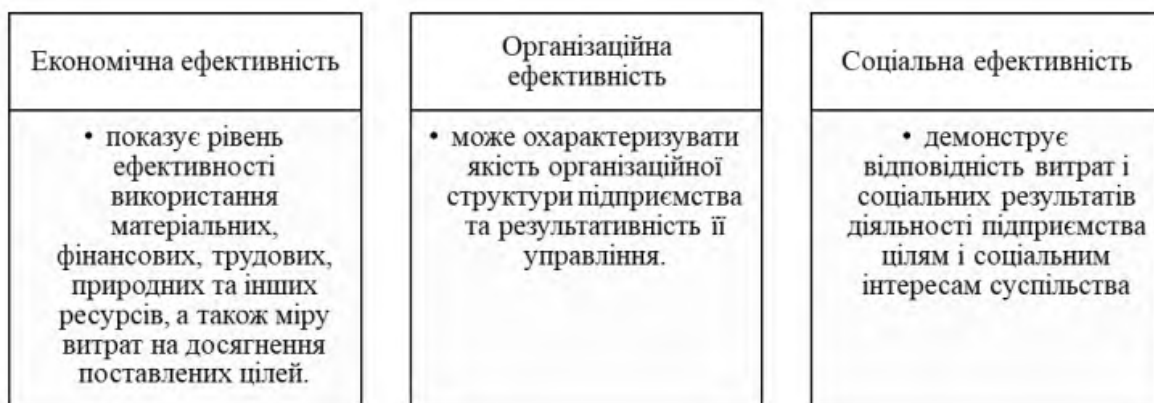 Економічна ефективність
• показує рівень
ефективності
використання
матеріальних,
фінансових, трудових,
природних та інших
ресурсів, а також міру
витрат на досягнення
поставлених цілей.
Організаційна
ефективність
• може охарактеризувати
якість організаційної
структури підприємства
та результативність її
управління.
Соціальна ефективність
• демонструє
відповідність витрат і
соціальних результатів
діяльності підприємства
цілям і соціальним
інтересам суспільства